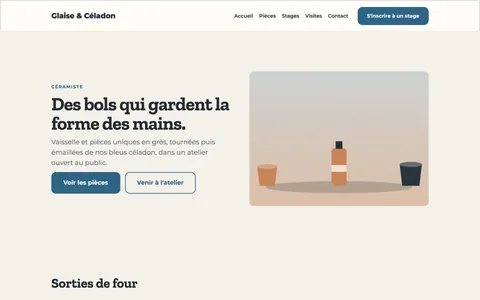 Glaise & Céladon
Accueil Pièces Stages Visites Contact S'inscrire à un stage
CÉRAMISTE
Des bols qui gardent la
forme des mains.
Vaisselle et pièces uniques en grès, tournées puis
émaillées de nos bleus céladon, dans un atelier
ouvert au public.
Voir les pièces Venir à l'atelier
Sorties de four